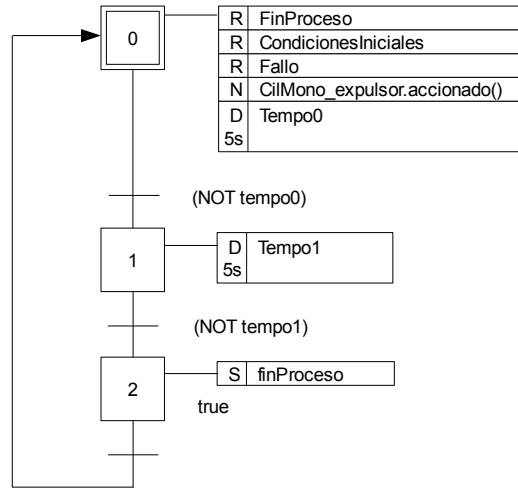 0
R FinProceso
R CondicionesIniciales
R Fallo
N CilMono_expulsor.accionado()
D Tempo0
5s
(NOT tempo0)
1
D Tempo1
5s
(NOT tempo1)
2
S finProceso
true